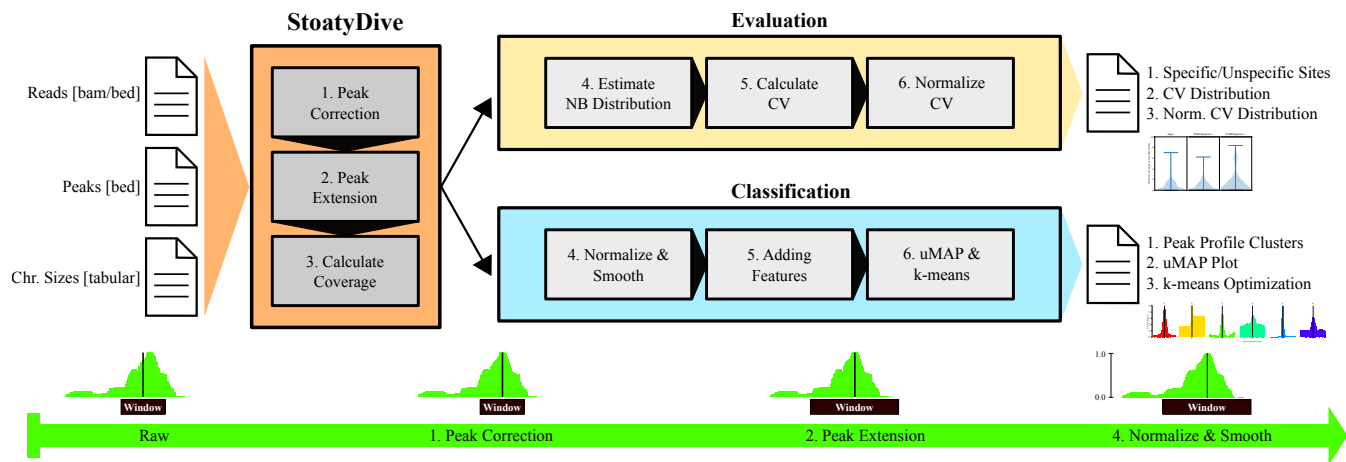 StoatyDive
Reads [bam/bed]
Peaks [bed]
Chr. Sizes [tabular]
1. Peak
Correction
2. Peak
Extension
3. Calculate
Coverage
Evaluation
4. Estimate
NB Distribution
5. Calculate
CV
6. Normalize
CV
1. Specific/Unspecific Sites
2. CV Distribution
3. Norm. CV Distribution
Classification
4. Normalize &
Smooth
5. Adding
Features
6. uMAP &
k-means
1. Peak Profile Clusters
2. uMAP Plot
3. k-means Optimization
Window
Window
Window
1.0
0.0
Window
Raw
1. Peak Correction
2. Peak Extension
4. Normalize & Smooth